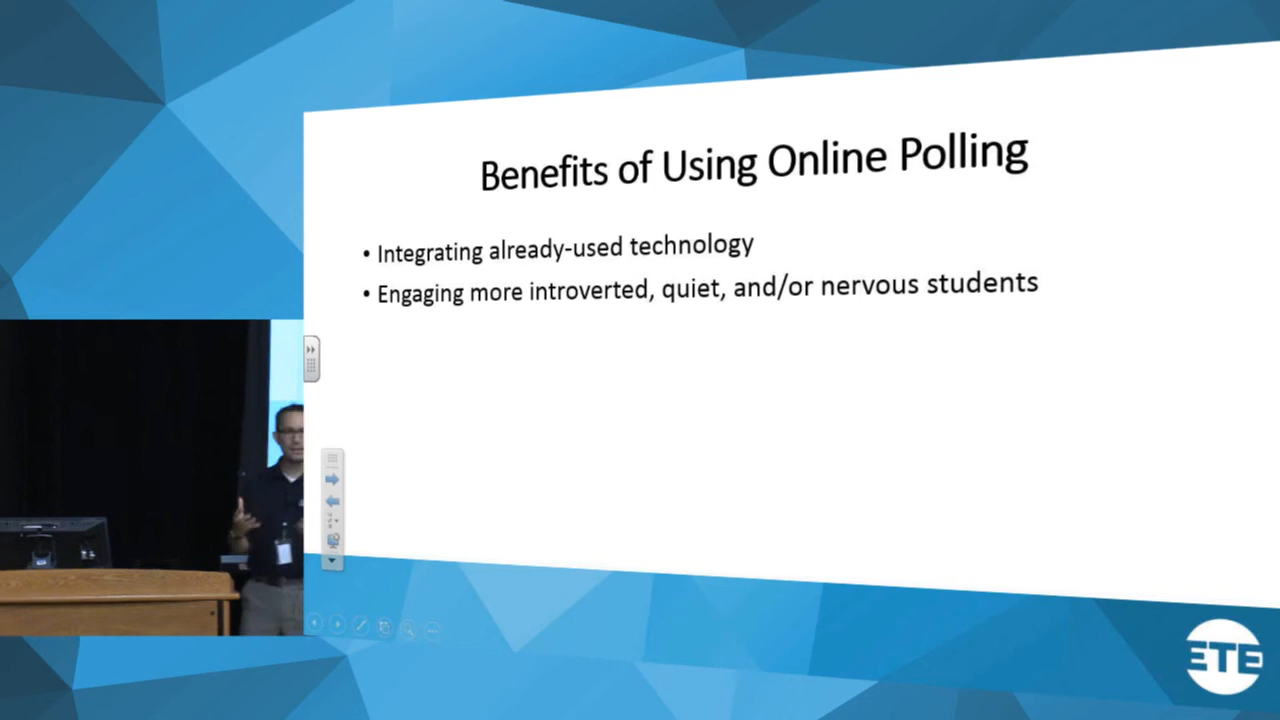 Benefits of Using Online Polling
• Integrating already-used technology
• Engaging more introverted, quiet, and/or nervous students
ETE